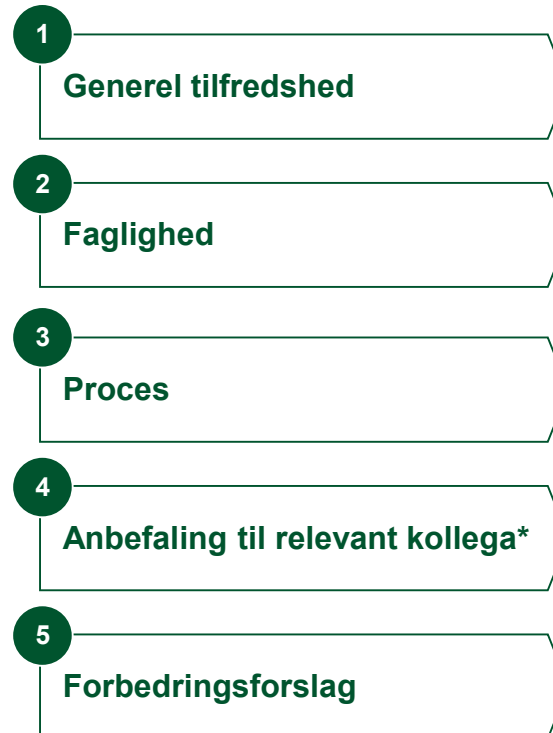 1
Generel tilfredshed
2
Faglighed
3
Proces
4
Anbefaling til relevant kollega*
5
Forbedringsforslag